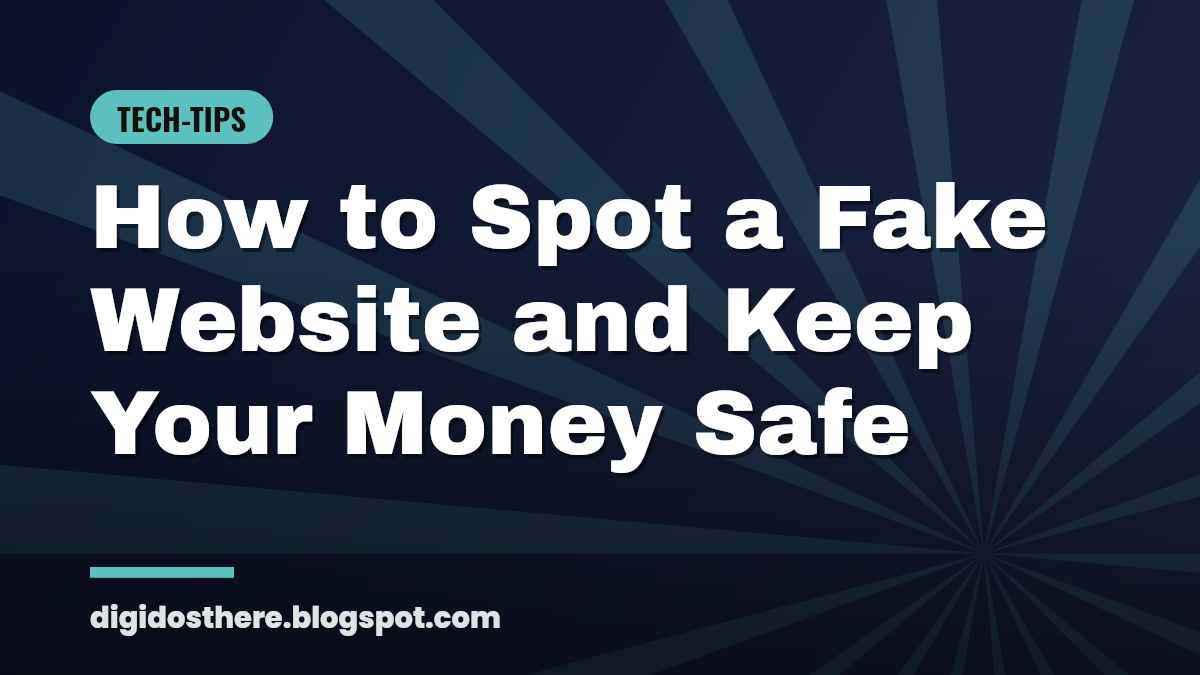 TECH-TIPS
How to Spot a Fake
Website and Keep
Your Money Safe
digidosthere.blogspot.com